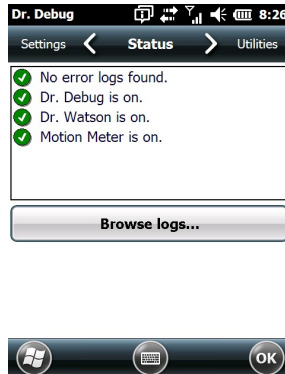 Dr. Debug 8:26
Settings Status Utilities
No error logs found.
Dr. Debug is on.
Dr. Watson is on.
Motion Meter is on.
Browse logs...
OK